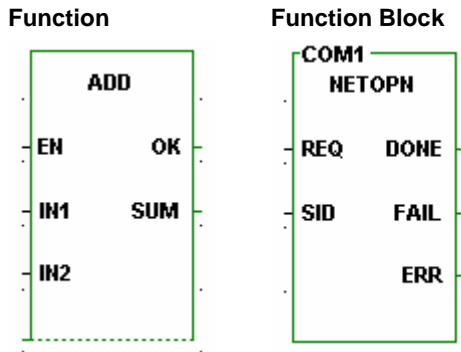 Function Function Block
ADD
EN OK
IN1 SUM
IN2
COM1
NETOPN
REQ DONE
SID FAIL
ERR